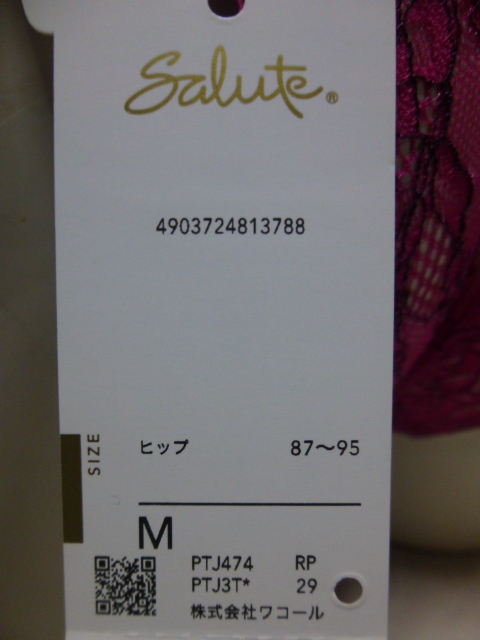 Salute®
4903724813788
SIZE
ヒップ 87～95
M
PTJ474 RP
PTJ3T* 29
株式会社ワコール